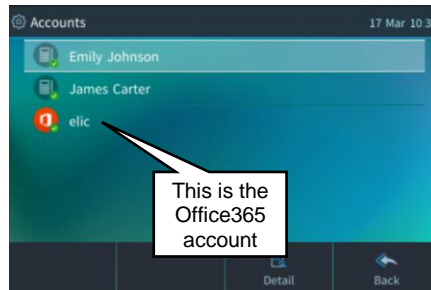 Accounts
17 Mar 10:3
Emily Johnson
James Carter
elic
This is the
Office365
account
Detail
Back